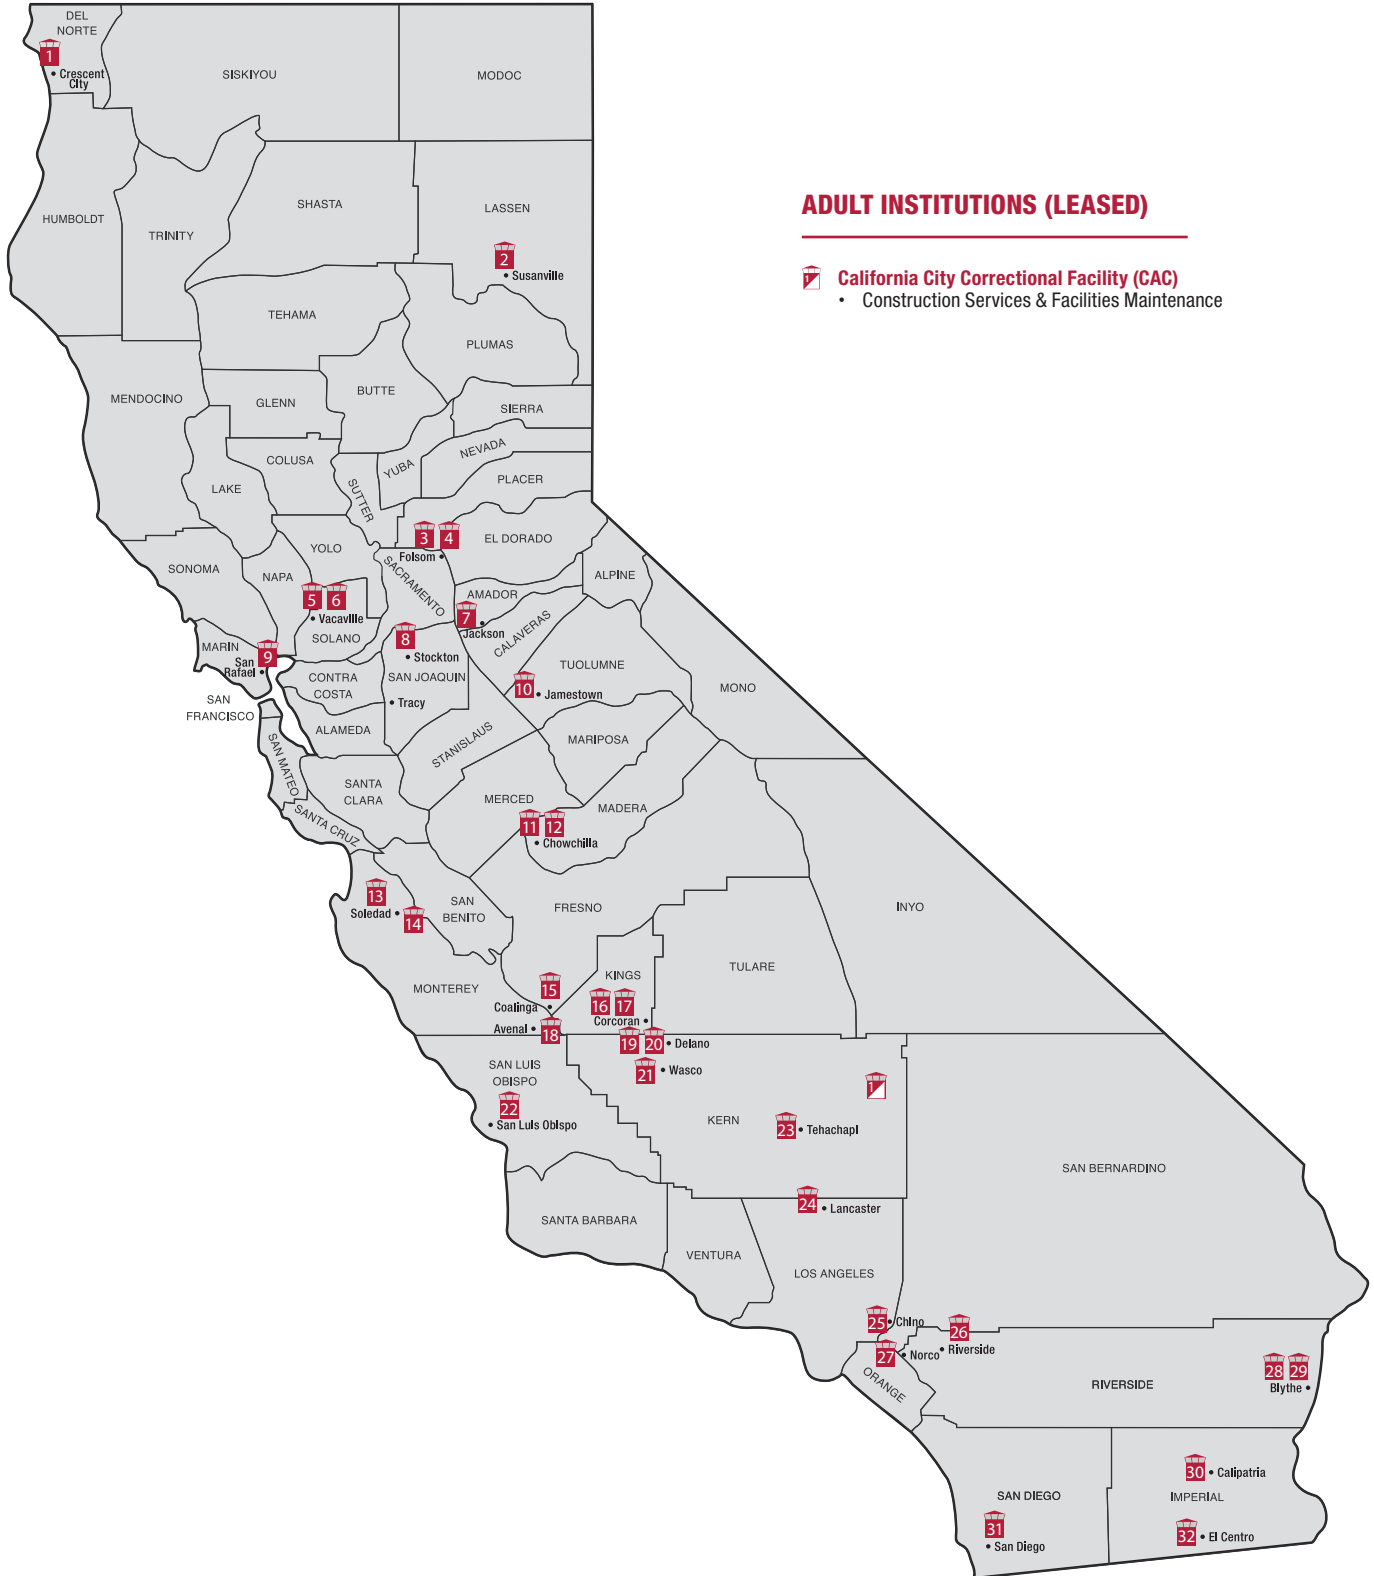 DEL
NORTE
1
Crescent
City
SISKIYOU
MODOC
HUMBOLDT
TRINITY
SHASTA
LASSEN
2
Susanville
ADULT INSTITUTIONS (LEASED)
1 California City Correctional Facility (CAC)
• Construction Services & Facilities Maintenance
TEHAMA
PLUMAS
MENDOCINO
GLENN
BUTTE
SIERRA
COLUSA
YUBA
NEVADA
LAKE
SUTTER
PLACER
3 4
Folsom
EL DORADO
SONOMA
NAPA
YOLO
SACRAMENTO
ALPINE
5 6
Vacaville
AMADOR
7
Jackson
CALAVERAS
MARIN
SOLANO
8
Stockton
9
San
Rafael
CONTRA
COSTA
SAN JOAQUIN
TUOLUMNE
10
Jamestown
MONO
SAN
FRANCISCO
Tracy
ALAMEDA
STANISLAUS
MARIPOSA
SAN MATEO
SANTA
CLARA
MERCED
MADERA
SANTA CRUZ
11 12
Chowchilla
13
Soledad
14
SAN
BENITO
FRESNO
INYO
TULARE
KINGS
MONTEREY
15
Coalinga
16 17
Corcoran
Avenal
18
19 20
Delano
21
Wasco
SAN LUIS
OBISPO
1
22
San Luis Obispo
KERN
23
Tehachapi
SAN BERNARDINO
24
Lancaster
SANTA BARBARA
VENTURA
LOS ANGELES
25
Chino
26
Riverside
27
Norco
ORANGE
RIVERSIDE
28 29
Blythe
30
Calipatria
SAN DIEGO
IMPERIAL
31
San Diego
32
El Centro